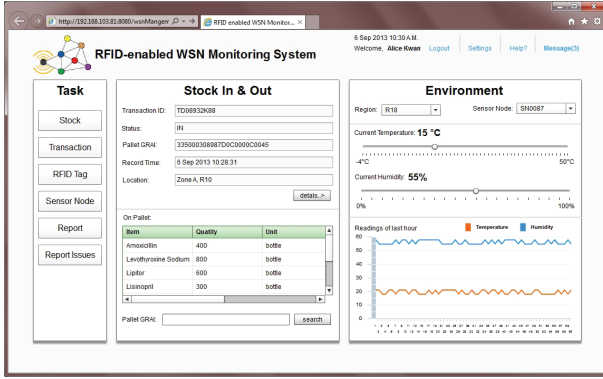 http://192.168.103.81:8080/wsnMangerr
RFID enabled WSN Monitor...
RFID-enabled WSN Monitoring System
6 Sep 2013 10:30 A.M.
Welcome, Alice Kwan Logout Settings Help? Message(3)
Task
Stock
Transaction
RFID Tag
Sensor Node
Report
Report Issues
Stock In & Out
Transaction ID: TD08932K88
Status: IN
Pallet GRAI: 335000308987D0C0000C0045
Record Time: 6 Sep 2013 10:28:31
Location: Zone A, R10
details..>
On Pallet:
Item Quatity Unit
Amoxicillin 400 bottle
Levothyroxine Sodium 800 bottle
Lipitor 600 bottle
Lisinopril 300 bottle
Pallet GRAI: search
Environment
Region: R18 Sensor Node: SN0087
Current Temperature: 15 °C
-4°C 50°C
Current Humidity: 55%
0% 100%
Readings of last hour Temperature Humidity
60
50
40
30
20
10
0